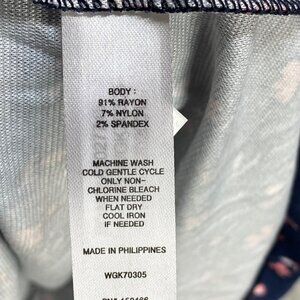 BODY:
91% RAYON
7% NYLON
2% SPANDEX
MACHINE WASH
COLD GENTLE CYCLE
ONLY NON-
CHLORINE BLEACH
WHEN NEEDED
FLAT DRY
COOL IRON
IF NEEDED
MADE IN PHILIPPINES
WGK70305